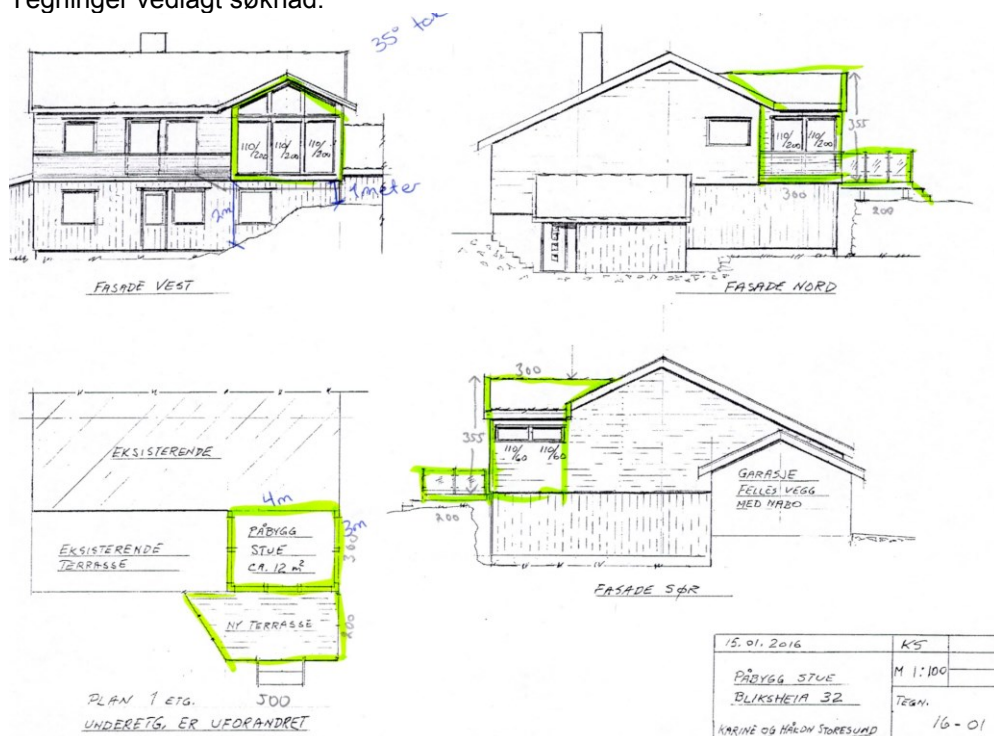 Tegninger vedlagt søknad.
35° tak
110/200 110/200 110/200
2m
1 meter
FASADE VEST
110/200 110/200
355
300
200
FASADE NORD
300
355
110/60 110/60
200
GARASJE
FELLES VEGG
MED NABO
FASADE SØR
EKSISTERENDE
4m
EKSISTERENDE
TERRASSE
PÅBYGG
STUE
CA. 12 m²
3m
300
NY TERRASSE
200
PLAN 1 ETG.
500
UNDERETG. ER UFORANDRET
15.01.2016
KS
M 1:100
PÅBYGG STUE
BLIKSHEIA 32
TEGN.
KARINE OG HÅKON STORESUND
16-01